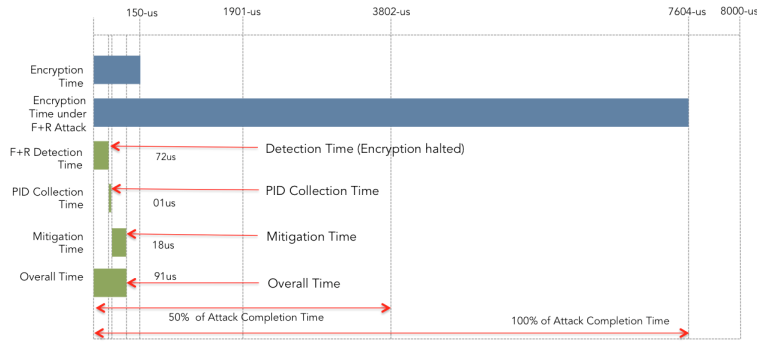 150-us 1901-us 3802-us 7604-us 8000-us
Encryption
Time
Encryption
Time under
F+R Attack
F+R Detection
Time
72us
Detection Time (Encryption halted)
PID Collection
Time
01us
PID Collection Time
Mitigation
Time
18us
Mitigation Time
Overall Time
91us
Overall Time
50% of Attack Completion Time
100% of Attack Completion Time